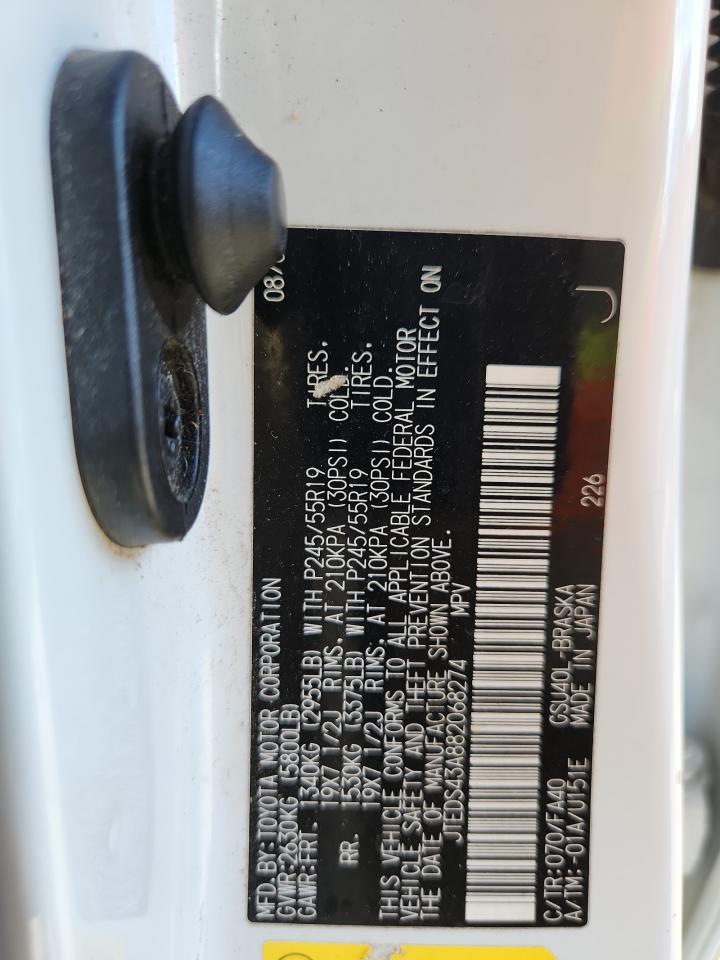 MFD. BY: TOYOTA MOTOR CORPORATION 08/
GVWR: 2630KG (5800LB)
GAWR: FRT. 1340KG (2955LB) WITH P245/55R19 TIRES,
19X7 1/2J RIMS, AT 210KPA (30PSI) COLD.
RR. 1530KG (3375LB) WITH P245/55R19 TIRES,
19X7 1/2J RIMS, AT 210KPA (30PSI) COLD.
THIS VEHICLE CONFORMS TO ALL APPLICABLE FEDERAL MOTOR
VEHICLE SAFETY AND THEFT PREVENTION STANDARDS IN EFFECT ON
THE DATE OF MANUFACTURE SHOWN ABOVE.
JTEDS43A882068274 MPV
C/TR: 070/FA40 GSU40L-BRASKA
A/TM: -01A/U151E MADE IN JAPAN 226 J